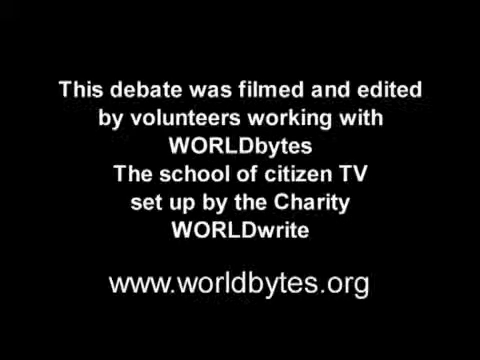 This debate was filmed and edited
by volunteers working with
WORLDbytes
The school of citizen TV
set up by the Charity
WORLDwrite
www.worldbytes.org